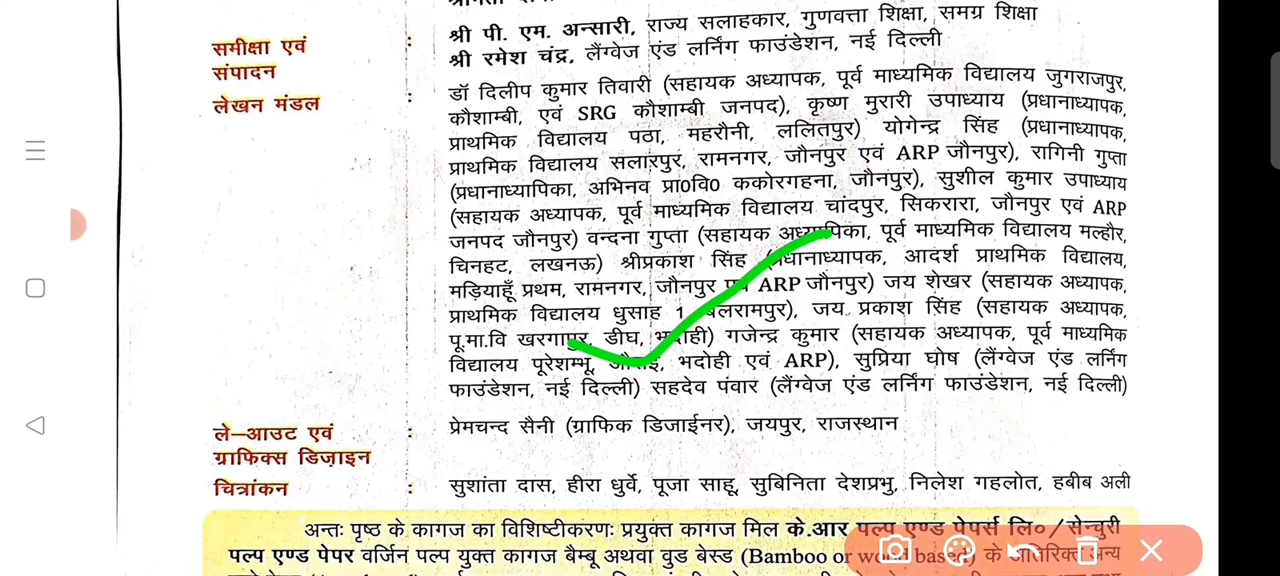 श्री पी. एम. अन्सारी, राज्य सलाहकार, गुणवत्ता शिक्षा, समग्र शिक्षा
समीक्षा एवं संपादन : श्री रमेश चंद्र, लैंग्वेज एंड लर्निंग फाउंडेशन, नई दिल्ली
लेखन मंडल : डॉ दिलीप कुमार तिवारी (सहायक अध्यापक, पूर्व माध्यमिक विद्यालय जुगराजपुर,
कौशाम्बी, एवं SRG कौशाम्बी जनपद), कृष्ण मुरारी उपाध्याय (प्रधानाध्यापक,
प्राथमिक विद्यालय पठा, महरौनी, ललितपुर) योगेन्द्र सिंह (प्रधानाध्यापक,
प्राथमिक विद्यालय सलारपुर, रामनगर, जौनपुर एवं ARP जौनपुर), रागिनी गुप्ता
(प्रधानाध्यापिका, अभिनव प्रा0वि0 ककोरगहना, जौनपुर), सुशील कुमार उपाध्याय
(सहायक अध्यापक, पूर्व माध्यमिक विद्यालय चांदपुर, सिकरारा, जौनपुर एवं ARP
जनपद जौनपुर) वन्दना गुप्ता (सहायक अध्यापिका, पूर्व माध्यमिक विद्यालय मल्हौर,
चिनहट, लखनऊ) श्रीप्रकाश सिंह (प्रधानाध्यापक, आदर्श प्राथमिक विद्यालय,
मड़ियाहूँ प्रथम, रामनगर, जौनपुर एवं ARP जौनपुर) जय शेखर (सहायक अध्यापक,
प्राथमिक विद्यालय धुसाह 1, बलरामपुर), जय प्रकाश सिंह (सहायक अध्यापक,
पू.मा.वि खरगापुर, डीघ, भदोही) गजेन्द्र कुमार (सहायक अध्यापक, पूर्व माध्यमिक
विद्यालय पूरेशम्भू, औराई, भदोही एवं ARP), सुप्रिया घोष (लैंग्वेज एंड लर्निंग
फाउंडेशन, नई दिल्ली) सहदेव पंवार (लैंग्वेज एंड लर्निंग फाउंडेशन, नई दिल्ली)
ले–आउट एवं ग्राफिक्स डिज़ाइन : प्रेमचन्द सैनी (ग्राफिक डिजाईनर), जयपुर, राजस्थान
चित्रांकन : सुशांता दास, हीरा धुर्वे, पूजा साहू, सुबिनिता देशप्रभु, निलेश गहलोत, हबीब अली
अन्तः पृष्ठ के कागज का विशिष्टीकरणः प्रयुक्त कागज मिल के.आर पल्प एण्ड पेपर्स लि०/सेन्चुरी
पल्प एण्ड पेपर वर्जिन पल्प युक्त कागज बैम्बू अथवा वुड बेस्ड (Bamboo or wood based) के अतिरिक्त अन्य